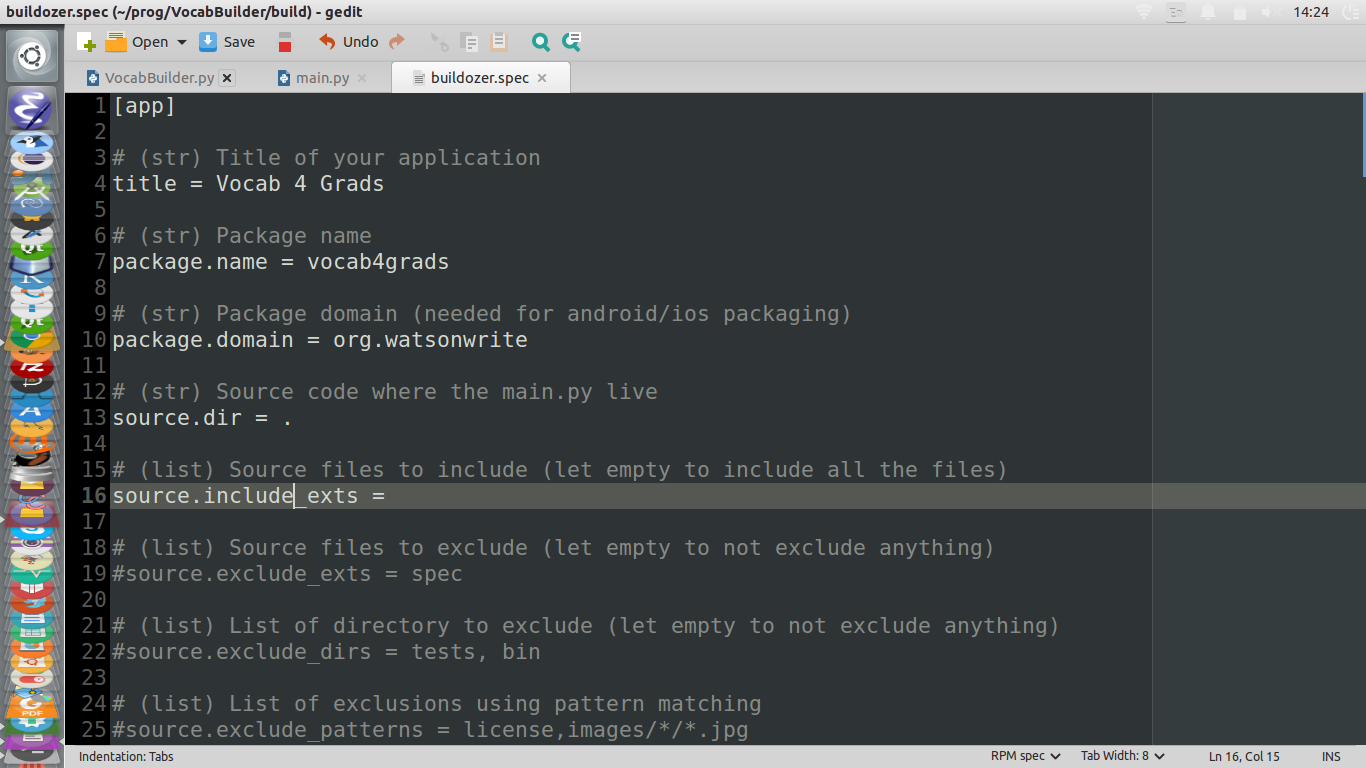 buildozer.spec (~/prog/VocabBuilder/build) - gedit
14:24
Open
Save
Undo
VocabBuilder.py
main.py
buildozer.spec
1 [app]
2
3 # (str) Title of your application
4 title = Vocab 4 Grads
5
6 # (str) Package name
7 package.name = vocab4grads
8
9 # (str) Package domain (needed for android/ios packaging)
10 package.domain = org.watsonwrite
11
12 # (str) Source code where the main.py live
13 source.dir = .
14
15 # (list) Source files to include (let empty to include all the files)
16 source.include_exts =
17
18 # (list) Source files to exclude (let empty to not exclude anything)
19 #source.exclude_exts = spec
20
21 # (list) List of directory to exclude (let empty to not exclude anything)
22 #source.exclude_dirs = tests, bin
23
24 # (list) List of exclusions using pattern matching
25 #source.exclude_patterns = license,images/*/*.jpg
PDF
Indentation: Tabs
RPM spec
Tab Width: 8
Ln 16, Col 15
INS